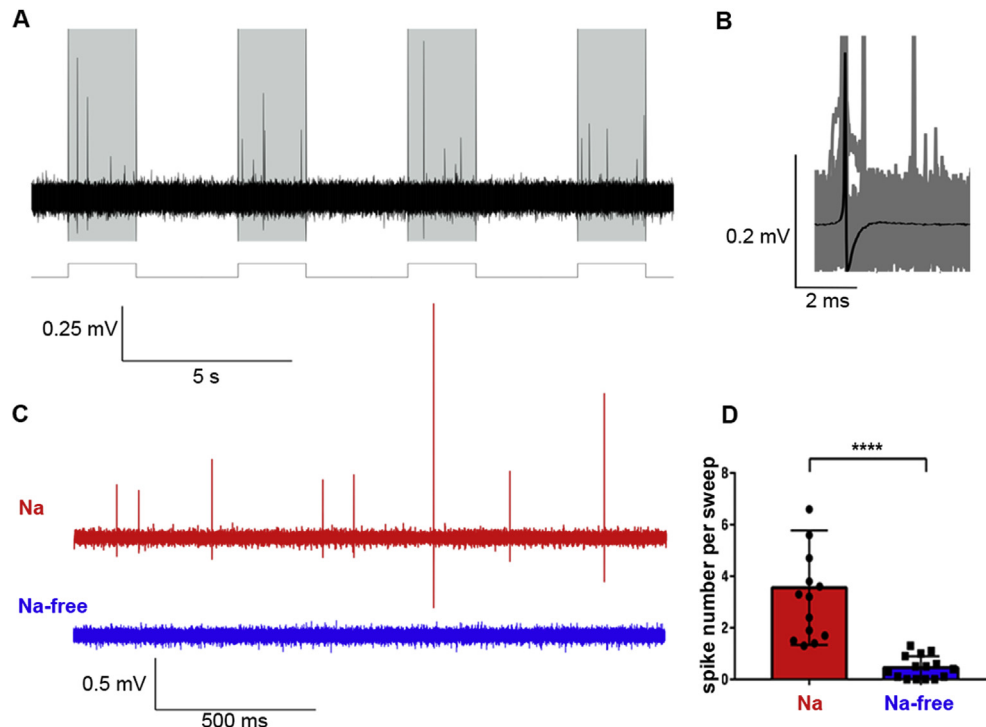 A
B
0.2 mV
2 ms
0.25 mV
5 s
C
Na
Na-free
0.5 mV
500 ms
D
****
spike number per sweep
8
6
4
2
0
Na
Na-free